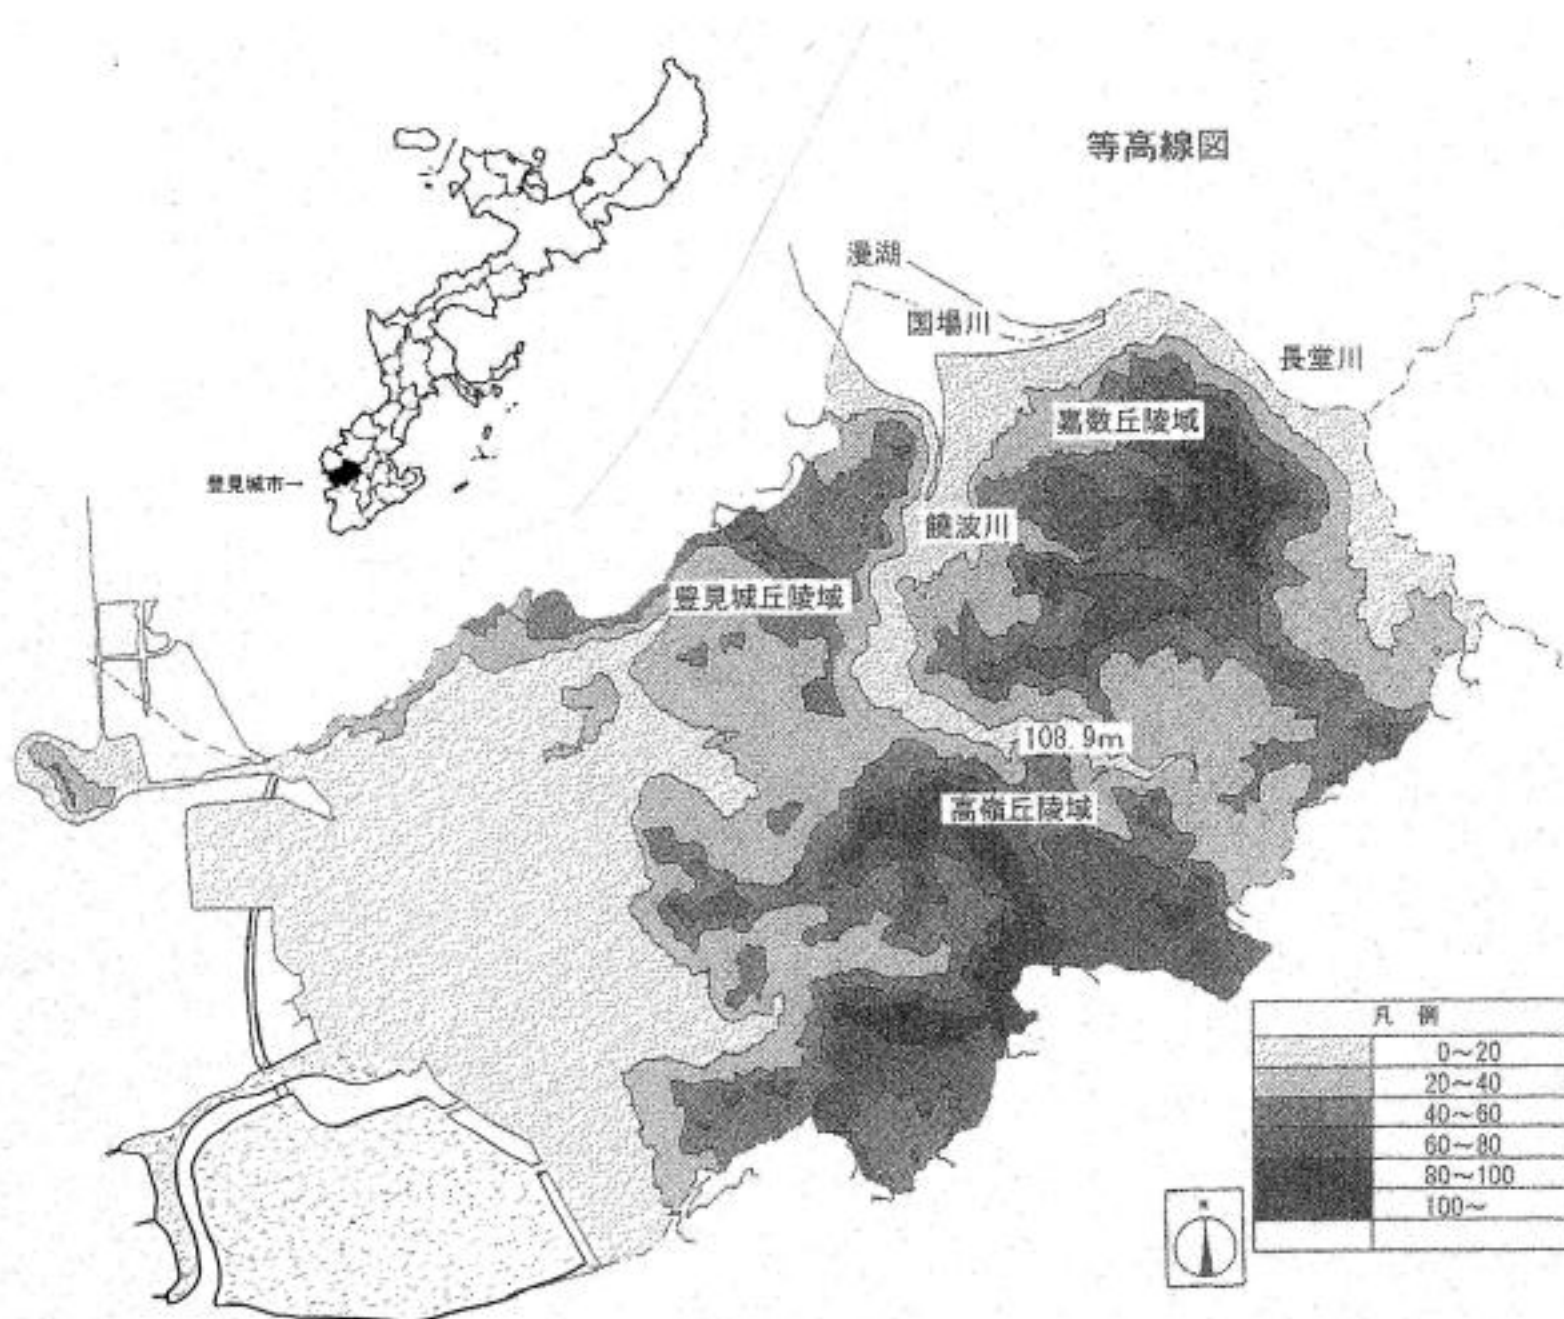 等高線図
漫湖
国場川
長堂川
嘉数丘陵域
豊見城市→
饒波川
豊見城丘陵域
108.9m
高嶺丘陵域
凡 例
0～20
20～40
40～60
60～80
80～100
100～